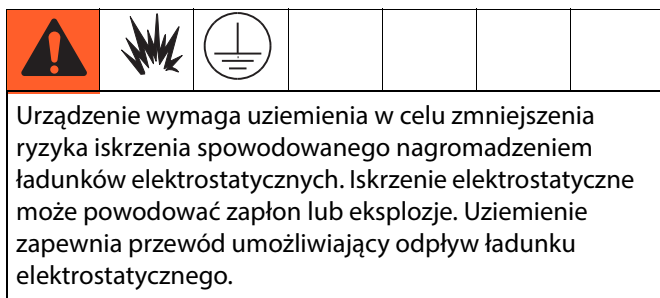 Urządzenie wymaga uziemienia w celu zmniejszenia
ryzyka iskrzenia spowodowanego nagromadzeniem
ładunków elektrostatycznych. Iskrzenie elektrostatyczne
może powodować zapłon lub eksplozje. Uziemienie
zapewnia przewód umożliwiający odpływ ładunku
elektrostatycznego.